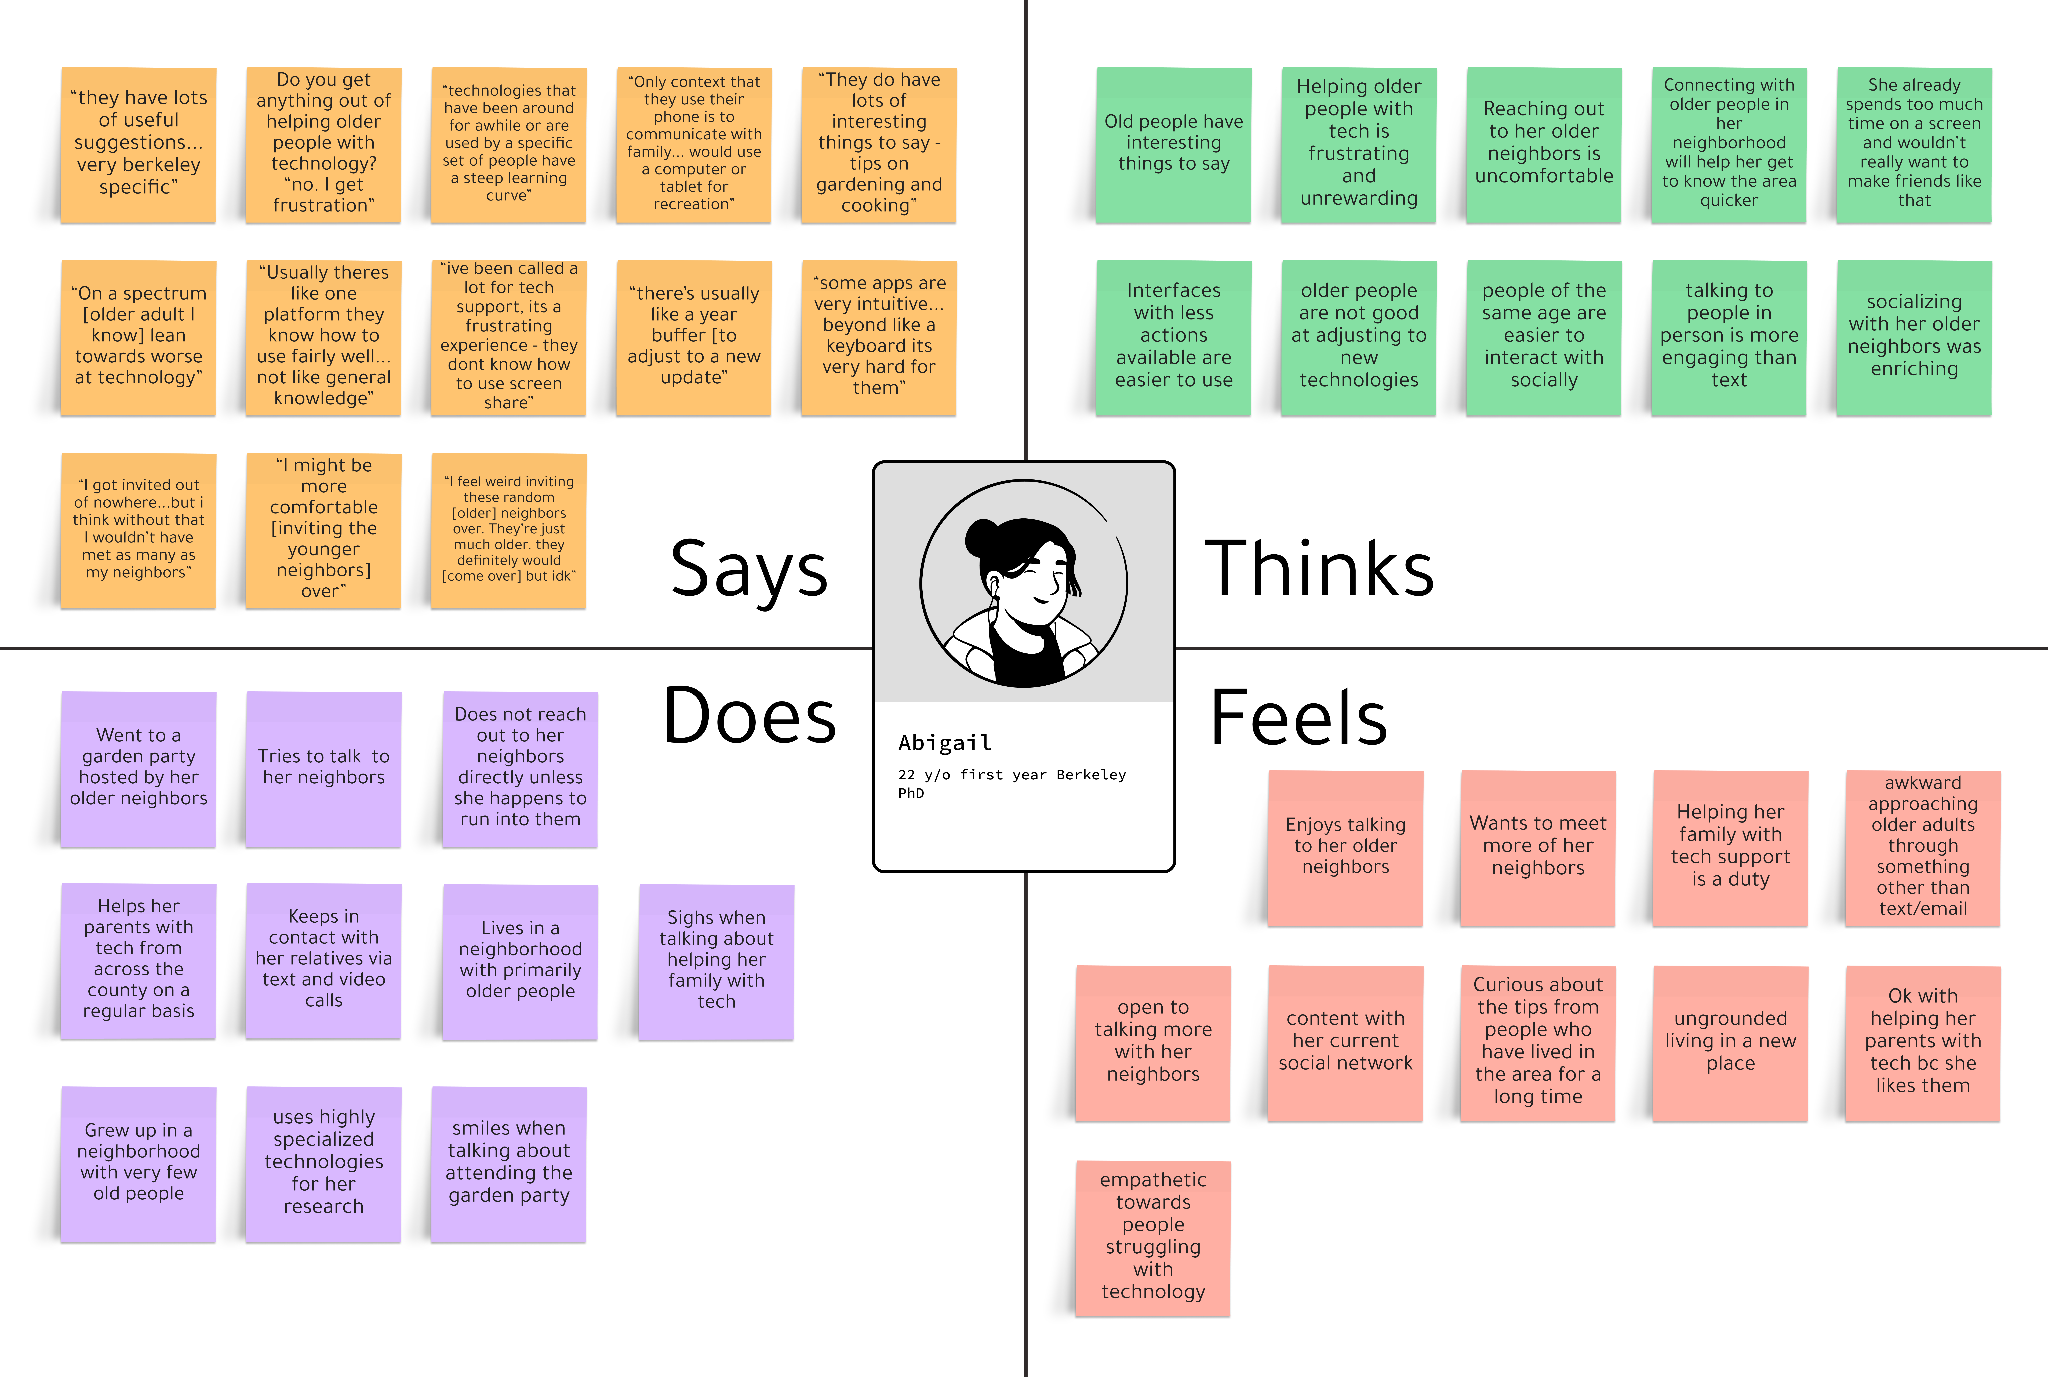 “they have lots
of useful
suggestions...
very berkeley
specific”
Do you get
anything out of
helping older
people with
technology?
“no. I get
frustration”
“technologies that
have been around
for awhile or are
used by a specific
set of people have
a steep learning
curve”
“Only context that
they use their
phone is to
communicate with
family... would use
a computer or
tablet for
recreation”
“They do have
lots of
interesting
things to say -
tips on
gardening and
cooking”
“On a spectrum
[older adult I
know] lean
towards worse
at technology”
“Usually theres
like one
platform they
know how to
use fairly well...
not like general
knowledge”
“ive been called a
lot for tech
support, its a
frustrating
experience - they
dont know how
to use screen
share”
“there’s usually
like a year
buffer [to
adjust to a new
update”
“some apps are
very intuitive...
beyond like a
keyboard its
very hard for
them”
“I got invited out
of nowhere...but i
think without that
I wouldn’t have
met as many as
my neighbors”
“I might be
more
comfortable
[inviting the
younger
neighbors]
over”
“I feel weird inviting
these random
[older] neighbors
over. They’re just
much older. they
definitely would
[come over] but idk”
Says
Old people have
interesting
things to say
Helping older
people with
tech is
frustrating
and
unrewarding
Reaching out
to her older
neighbors is
uncomfortable
Connecting with
older people in
her
neighborhood
will help her get
to know the area
quicker
She already
spends too much
time on a screen
and wouldn’t
really want to
make friends like
that
Interfaces
with less
actions
available are
easier to use
older people
are not good
at adjusting to
new
technologies
people of the
same age are
easier to
interact with
socially
talking to
people in
person is more
engaging than
text
socializing
with her older
neighbors was
enriching
Thinks
Abigail
22 y/o first year Berkeley
PhD
Does
Went to a
garden party
hosted by her
older neighbors
Tries to talk to
her neighbors
Does not reach
out to her
neighbors
directly unless
she happens to
run into them
Helps her
parents with
tech from
across the
county on a
regular basis
Keeps in
contact with
her relatives via
text and video
calls
Lives in a
neighborhood
with primarily
older people
Sighs when
talking about
helping her
family with
tech
Grew up in a
neighborhood
with very few
old people
uses highly
specialized
technologies
for her
research
smiles when
talking about
attending the
garden party
Feels
Enjoys talking
to her older
neighbors
Wants to meet
more of her
neighbors
Helping her
family with
tech support
is a duty
awkward
approaching
older adults
through
something
other than
text/email
open to
talking more
with her
neighbors
content with
her current
social network
Curious about
the tips from
people who
have lived in
the area for a
long time
ungrounded
living in a new
place
Ok with
helping her
parents with
tech bc she
likes them
empathetic
towards
people
struggling
with
technology